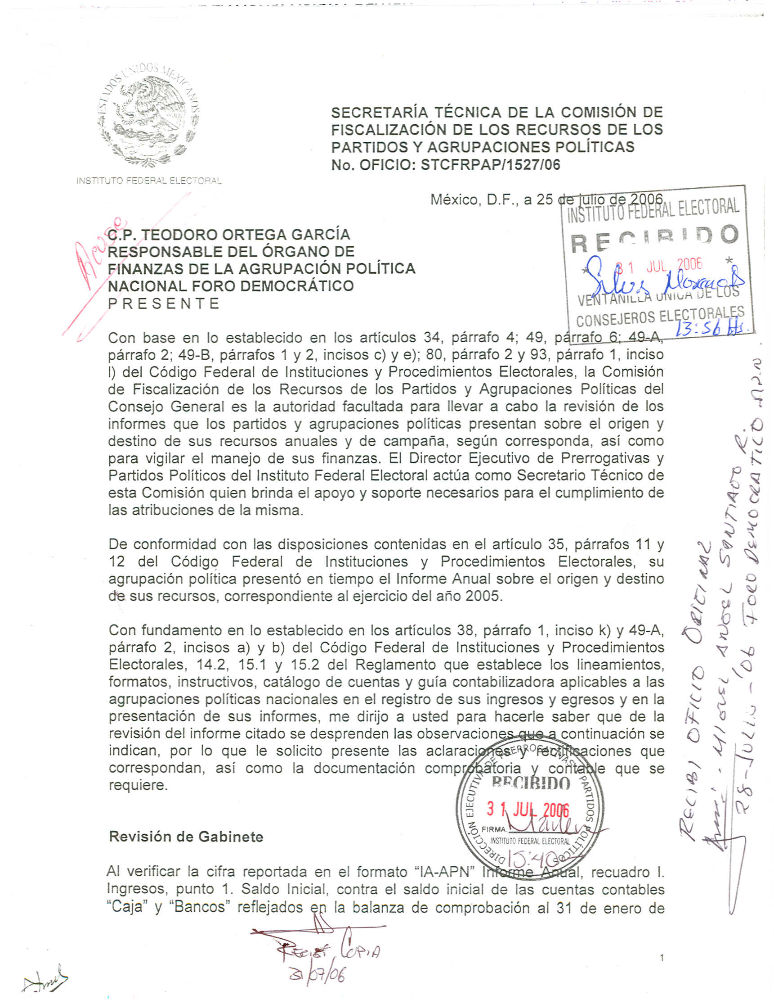 ESTADOS UNIDOS MEXICANOS
INSTITUTO FEDERAL ELECTORAL
SECRETARÍA TÉCNICA DE LA COMISIÓN DE
FISCALIZACIÓN DE LOS RECURSOS DE LOS
PARTIDOS Y AGRUPACIONES POLÍTICAS
No. OFICIO: STCFRPAP/1527/06
México, D.F., a 25 de julio de 2006
INSTITUTO FEDERAL ELECTORAL
RECIBIDO
* 31 JUL 2006 *
VENTANILLA UNICA DE LOS
CONSEJEROS ELECTORALES
13:56 Hs.
Acuse
C.P. TEODORO ORTEGA GARCÍA
RESPONSABLE DEL ÓRGANO DE
FINANZAS DE LA AGRUPACIÓN POLÍTICA
NACIONAL FORO DEMOCRÁTICO
P R E S E N T E
Con base en lo establecido en los artículos 34, párrafo 4; 49, párrafo 6; 49-A,
párrafo 2; 49-B, párrafos 1 y 2, incisos c) y e); 80, párrafo 2 y 93, párrafo 1, inciso
l) del Código Federal de Instituciones y Procedimientos Electorales, la Comisión
de Fiscalización de los Recursos de los Partidos y Agrupaciones Políticas del
Consejo General es la autoridad facultada para llevar a cabo la revisión de los
informes que los partidos y agrupaciones políticas presentan sobre el origen y
destino de sus recursos anuales y de campaña, según corresponda, así como
para vigilar el manejo de sus finanzas. El Director Ejecutivo de Prerrogativas y
Partidos Políticos del Instituto Federal Electoral actúa como Secretario Técnico de
esta Comisión quien brinda el apoyo y soporte necesarios para el cumplimiento de
las atribuciones de la misma.
De conformidad con las disposiciones contenidas en el artículo 35, párrafos 11 y
12 del Código Federal de Instituciones y Procedimientos Electorales, su
agrupación política presentó en tiempo el Informe Anual sobre el origen y destino
de sus recursos, correspondiente al ejercicio del año 2005.
Con fundamento en lo establecido en los artículos 38, párrafo 1, inciso k) y 49-A,
párrafo 2, incisos a) y b) del Código Federal de Instituciones y Procedimientos
Electorales, 14.2, 15.1 y 15.2 del Reglamento que establece los lineamientos,
formatos, instructivos, catálogo de cuentas y guía contabilizadora aplicables a las
agrupaciones políticas nacionales en el registro de sus ingresos y egresos y en la
presentación de sus informes, me dirijo a usted para hacerle saber que de la
revisión del informe citado se desprenden las observaciones que a continuación se
indican, por lo que le solicito presente las aclaraciones y rectificaciones que
correspondan, así como la documentación comprobatoria y contable que se
requiere.
DIRECCIÓN EJECUTIVA DE PRERROGATIVAS Y PARTIDOS POLÍTICOS
RECIBIDO
31 JUL 2006
FIRMA.
INSTITUTO FEDERAL ELECTORAL
15:40
Revisión de Gabinete
Al verificar la cifra reportada en el formato “IA-APN” Informe Anual, recuadro I.
Ingresos, punto 1. Saldo Inicial, contra el saldo inicial de las cuentas contables
“Caja” y “Bancos” reflejados en la balanza de comprobación al 31 de enero de
RECIBI COPIA
31/07/06
1
RECIBI OFICIO ORIGINAL
MIGUEL ANGEL SANTIAGO R.
28-JULIO-'06 FORO DEMOCRATICO A.P.N.